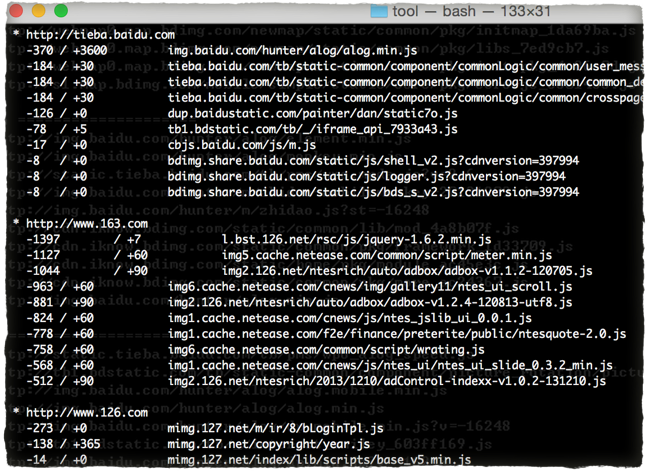 tool — bash — 133×31
* http://tieba.baidu.com
-370 / +3600 img.baidu.com/hunter/alog/alog.min.js
-184 / +30 tieba.baidu.com/tb/static-common/component/commonLogic/common/user_mess
-184 / +30 tieba.baidu.com/tb/static-common/component/commonLogic/common/common_de
-184 / +30 tieba.baidu.com/tb/static-common/component/commonLogic/common/crosspage
-126 / +0 dup.baidustatic.com/painter/dan/static7o.js
-78 / +5 tb1.bdstatic.com/tb/_/iframe_api_7933a43.js
-17 / +0 cbjs.baidu.com/js/m.js
-8 / +0 bdimg.share.baidu.com/static/js/shell_v2.js?cdnversion=397994
-8 / +0 bdimg.share.baidu.com/static/js/logger.js?cdnversion=397994
-8 / +0 bdimg.share.baidu.com/static/js/bds_s_v2.js?cdnversion=397994
* http://www.163.com
-1397 / +7 l.bst.126.net/rsc/js/jquery-1.6.2.min.js
-1127 / +60 img5.cache.netease.com/common/script/meter.min.js
-1044 / +90 img2.126.net/ntesrich/auto/adbox/adbox-v1.1.2-120705.js
-963 / +60 img6.cache.netease.com/cnews/img/gallery11/ntes_ui_scroll.js
-881 / +90 img2.126.net/ntesrich/auto/adbox/adbox-v1.2.4-120813-utf8.js
-824 / +60 img1.cache.netease.com/cnews/js/ntes_jslib_ui_0.0.1.js
-778 / +60 img1.cache.netease.com/f2e/finance/preterite/public/ntesquote-2.0.js
-758 / +60 img6.cache.netease.com/common/script/wrating.js
-568 / +60 img1.cache.netease.com/cnews/js/ntes_ui/ntes_ui_slide_0.3.2_min.js
-512 / +90 img2.126.net/ntesrich/2013/1210/adControl-indexx-v1.0.2-131210.js
* http://www.126.com
-273 / +0 mimg.127.net/m/ir/8/bLoginTpl.js
-138 / +365 mimg.127.net/copyright/year.js
-14 / +0 mimg.127.net/index/lib/scripts/base_v5.min.js